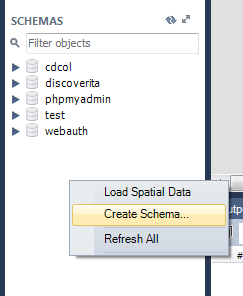 SCHEMAS
Filter objects
cdcol
discoverita
phpmyadmin
test
webauth
Load Spatial Data
Create Schema...
Refresh All
#